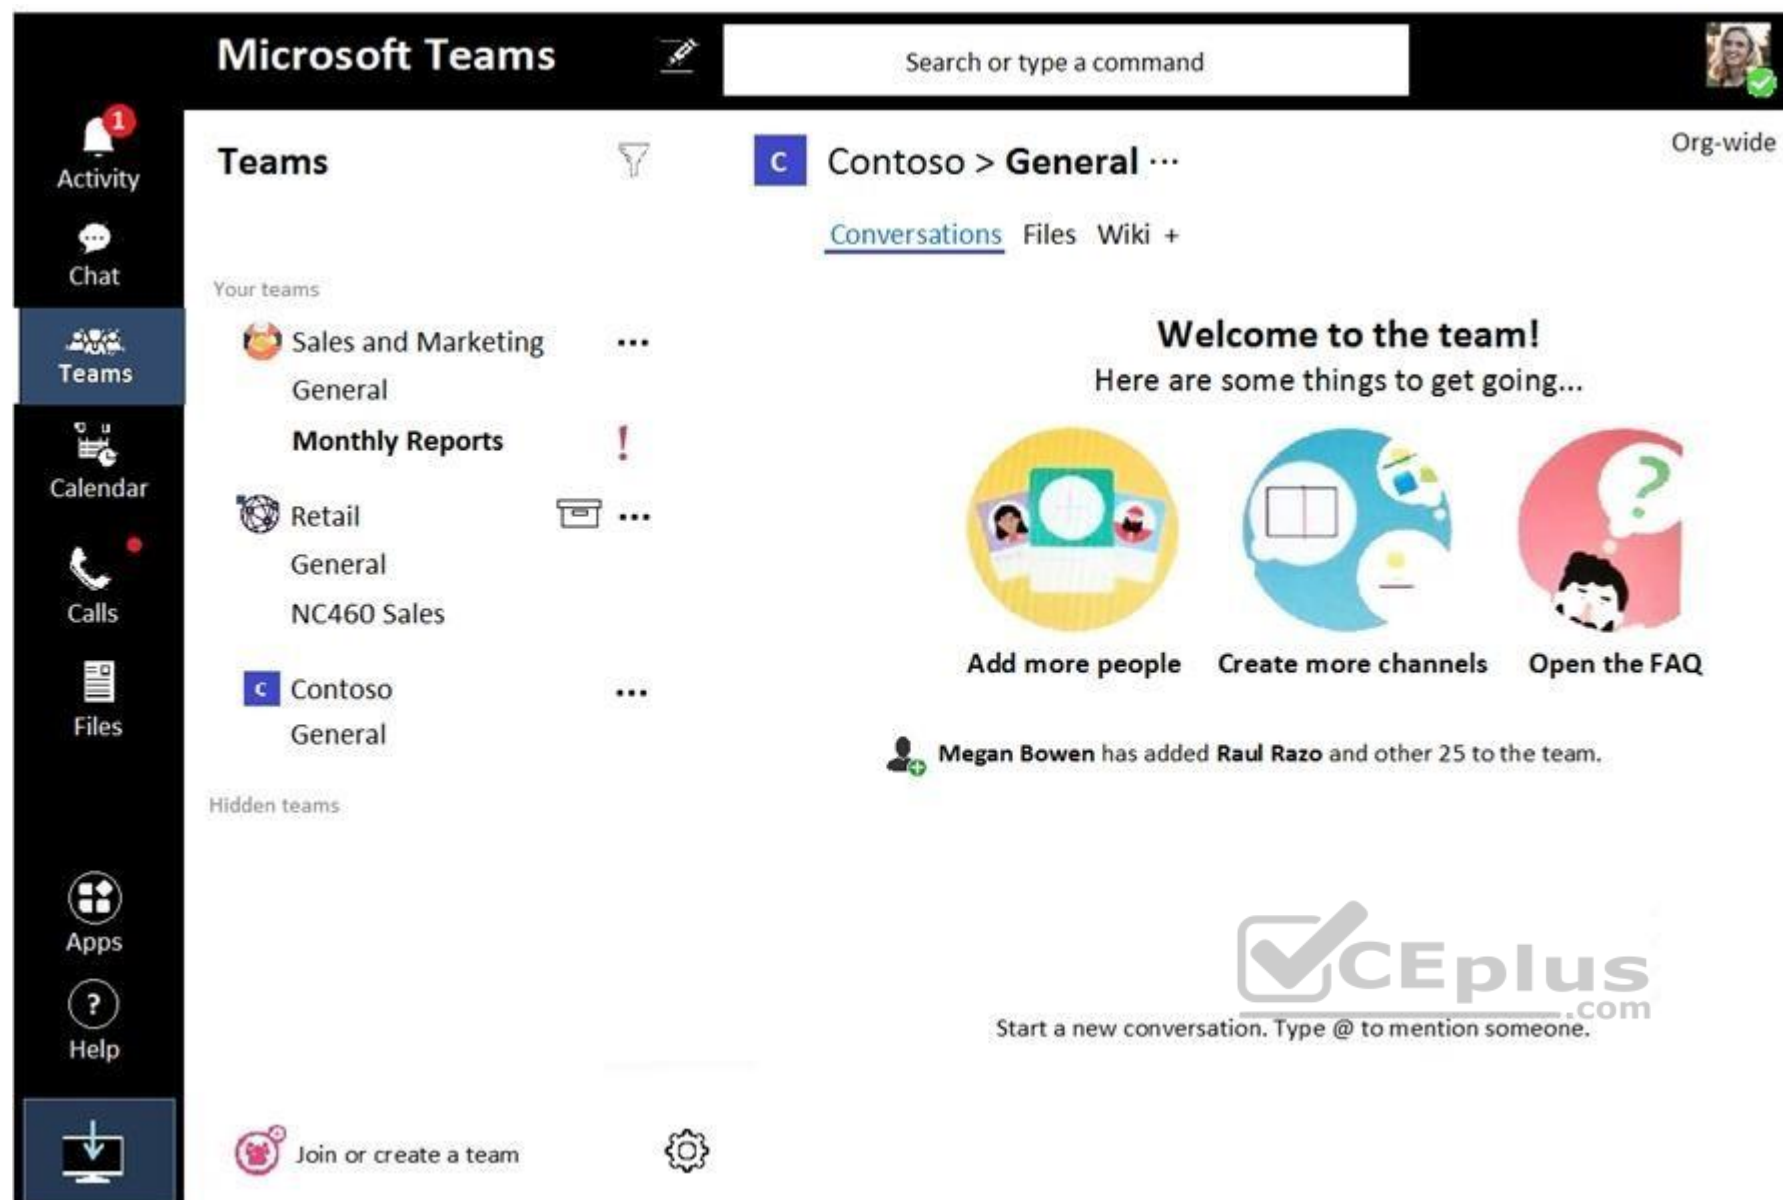 Microsoft Teams
Search or type a command
1
Activity
Chat
Teams
Calendar
Calls
Files
Apps
Help
Teams
Your teams
Sales and Marketing ...
General
Monthly Reports !
Retail ...
General
NC460 Sales
C Contoso ...
General
Hidden teams
Join or create a team
C Contoso > General ...
Org-wide
Conversations Files Wiki +
Welcome to the team!
Here are some things to get going...
?
Add more people Create more channels Open the FAQ
Megan Bowen has added Raul Razo and other 25 to the team.
VCEplus
.com
Start a new conversation. Type @ to mention someone.